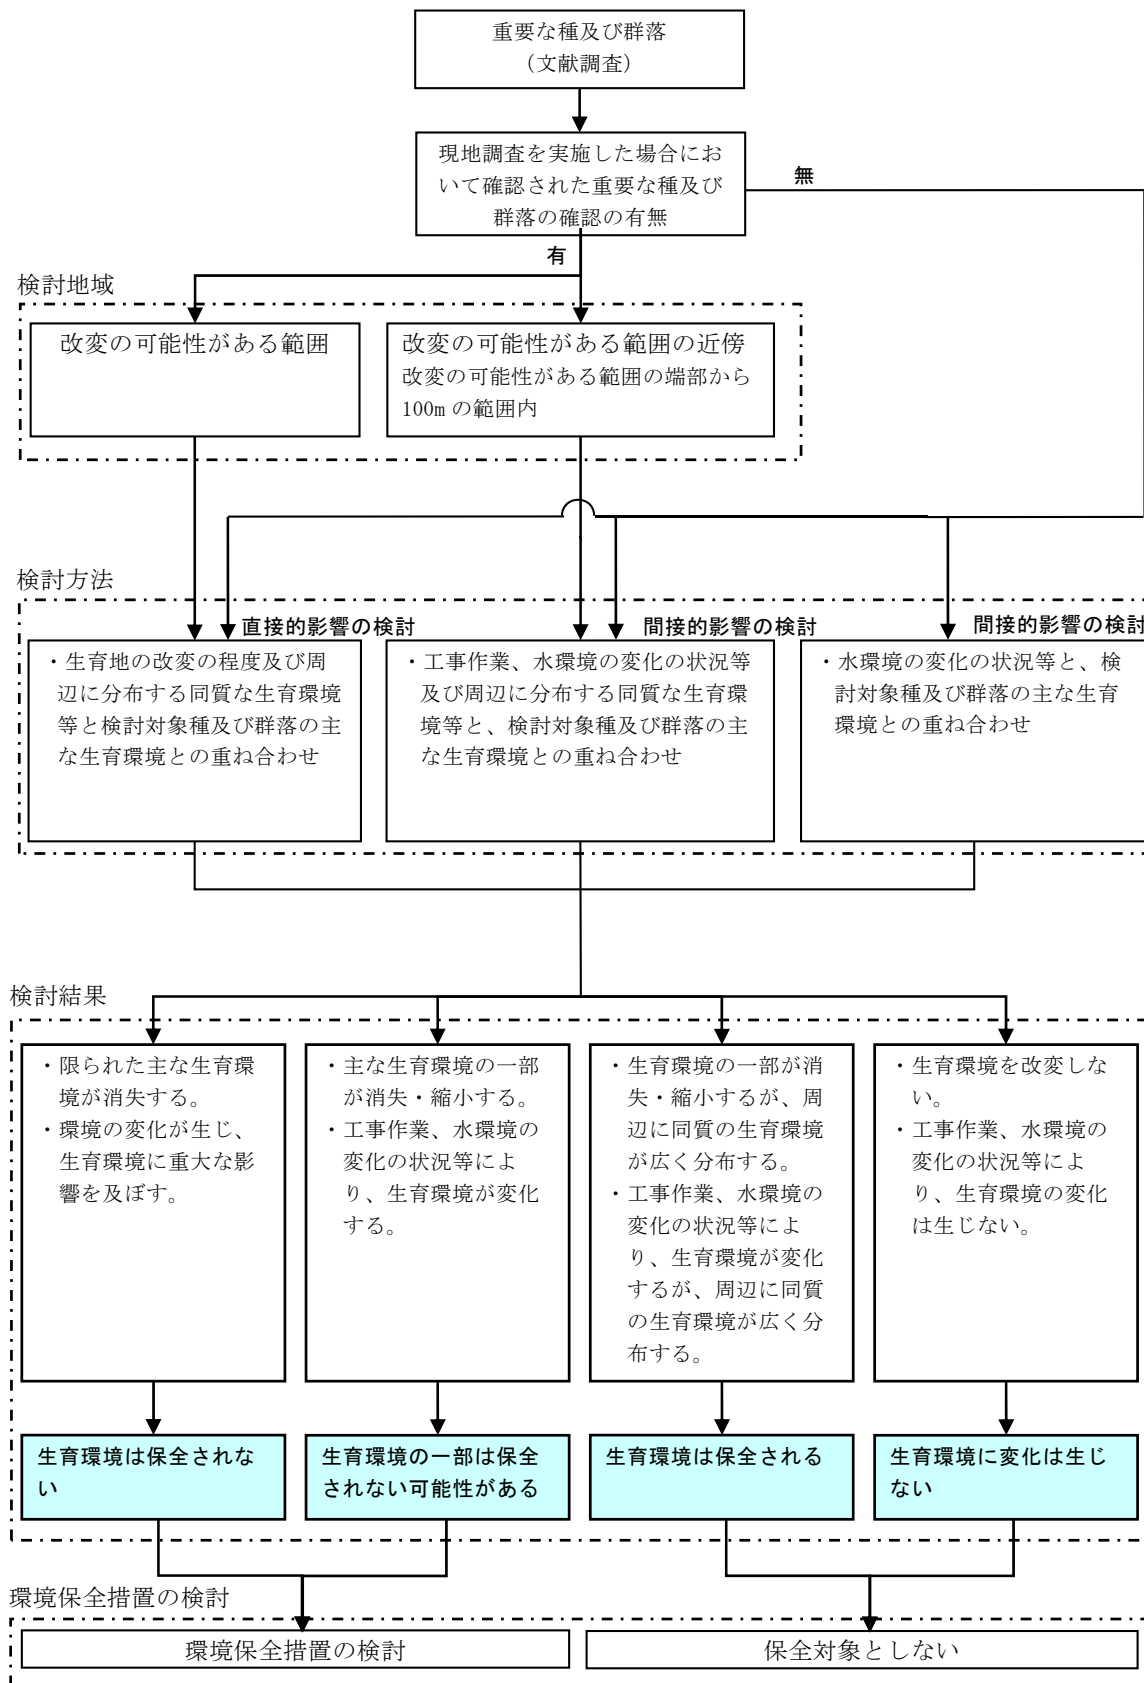 重要な種及び群落
（文献調査）
現地調査を実施した場合にお
いて確認された重要な種及び
群落の確認の有無
無
有
検討地域
改変の可能性がある範囲
改変の可能性がある範囲の近傍
改変の可能性がある範囲の端部から
100m の範囲内
検討方法
直接的影響の検討
・生育地の改変の程度及び周
辺に分布する同質な生育環境
等と検討対象種及び群落の主
な生育環境との重ね合わせ
間接的影響の検討
・工事作業、水環境の変化の状況等
及び周辺に分布する同質な生育環
境等と、検討対象種及び群落の主
な生育環境との重ね合わせ
間接的影響の検討
・水環境の変化の状況等と、検
討対象種及び群落の主な生育
環境との重ね合わせ
検討結果
・限られた主な生育環
境が消失する。
・環境の変化が生じ、
生育環境に重大な影
響を及ぼす。
・主な生育環境の一部
が消失・縮小する。
・工事作業、水環境の
変化の状況等によ
り、生育環境が変化
する。
・生育環境の一部が消
失・縮小するが、周
辺に同質の生育環境
が広く分布する。
・工事作業、水環境の
変化の状況等によ
り、生育環境が変化
するが、周辺に同質
の生育環境が広く分
布する。
・生育環境を改変しな
い。
・工事作業、水環境の
変化の状況等によ
り、生育環境の変化
は生じない。
生育環境は保全されな
い
生育環境の一部は保全
されない可能性がある
生育環境は保全される
生育環境に変化は生じ
ない
環境保全措置の検討
環境保全措置の検討
保全対象としない